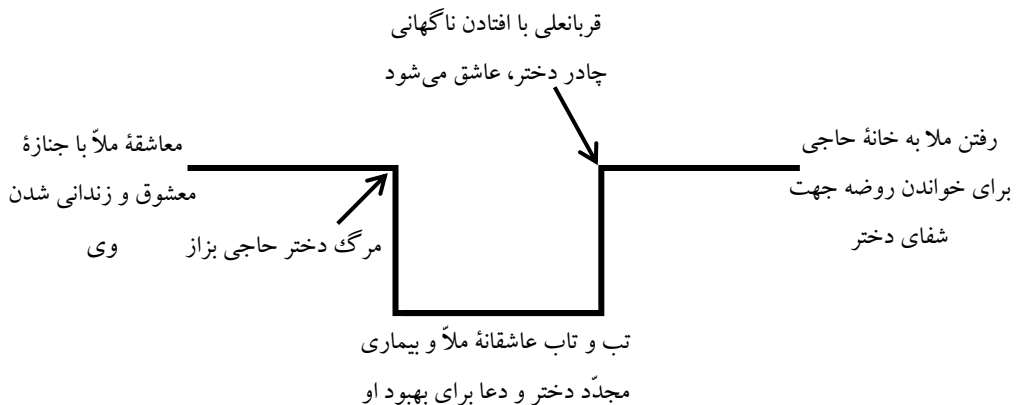 قربانعلی با افتادن ناگهانی
چادر دختر، عاشق می‌شود
رفتن ملا به خانهٔ حاجی
برای خواندن روضه جهت
شفای دختر
معاشقهٔ ملاّ با جنازهٔ
معشوق و زندانی شدن
وی
مرگ دختر حاجی بزاز
تب و تاب عاشقانهٔ ملاّ و بیماری
مجدّد دختر و دعا برای بهبود او